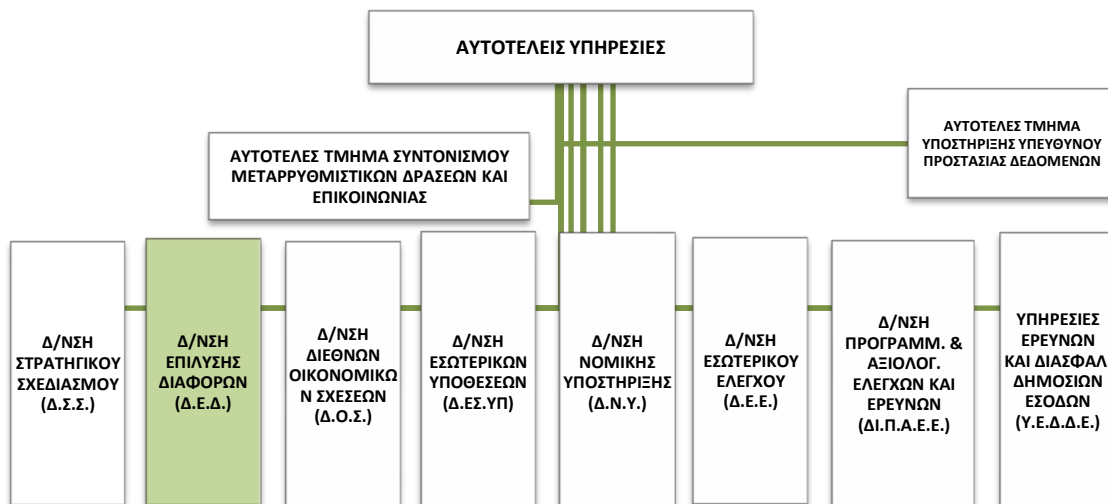 ΑΥΤΟΤΕΛΕΙΣ ΥΠΗΡΕΣΙΕΣ
ΑΥΤΟΤΕΛΕΣ ΤΜΗΜΑ
ΥΠΟΣΤΗΡΙΞΗΣ ΥΠΕΥΘΥΝΟΥ
ΠΡΟΣΤΑΣΙΑΣ ΔΕΔΟΜΕΝΩΝ
ΑΥΤΟΤΕΛΕΣ ΤΜΗΜΑ ΣΥΝΤΟΝΙΣΜΟΥ
ΜΕΤΑΡΡΥΘΜΙΣΤΙΚΩΝ ΔΡΑΣΕΩΝ ΚΑΙ
ΕΠΙΚΟΙΝΩΝΙΑΣ
Δ/ΝΣΗ
ΣΤΡΑΤΗΓΙΚΟΥ
ΣΧΕΔΙΑΣΜΟΥ
(Δ.Σ.Σ.)
Δ/ΝΣΗ
ΕΠΙΛΥΣΗΣ
ΔΙΑΦΟΡΩΝ
(Δ.Ε.Δ.)
Δ/ΝΣΗ
ΔΙΕΘΝΩΝ
ΟΙΚΟΝΟΜΙΚΩ
Ν ΣΧΕΣΕΩΝ
(Δ.Ο.Σ.)
Δ/ΝΣΗ
ΕΣΩΤΕΡΙΚΩΝ
ΥΠΟΘΕΣΕΩΝ
(Δ.ΕΣ.ΥΠ)
Δ/ΝΣΗ
ΝΟΜΙΚΗΣ
ΥΠΟΣΤΗΡΙΞΗΣ
(Δ.Ν.Υ.)
Δ/ΝΣΗ
ΕΣΩΤΕΡΙΚΟΥ
ΕΛΕΓΧΟΥ
(Δ.Ε.Ε.)
Δ/ΝΣΗ
ΠΡΟΓΡΑΜΜ. &
ΑΞΙΟΛΟΓ.
ΕΛΕΓΧΩΝ ΚΑΙ
ΕΡΕΥΝΩΝ
(ΔΙ.Π.Α.Ε.Ε.)
ΥΠΗΡΕΣΙΕΣ
ΕΡΕΥΝΩΝ
ΚΑΙ ΔΙΑΣΦΑΛ
ΔΗΜΟΣΙΩΝ
ΕΣΟΔΩΝ
(Υ.Ε.Δ.Δ.Ε.)